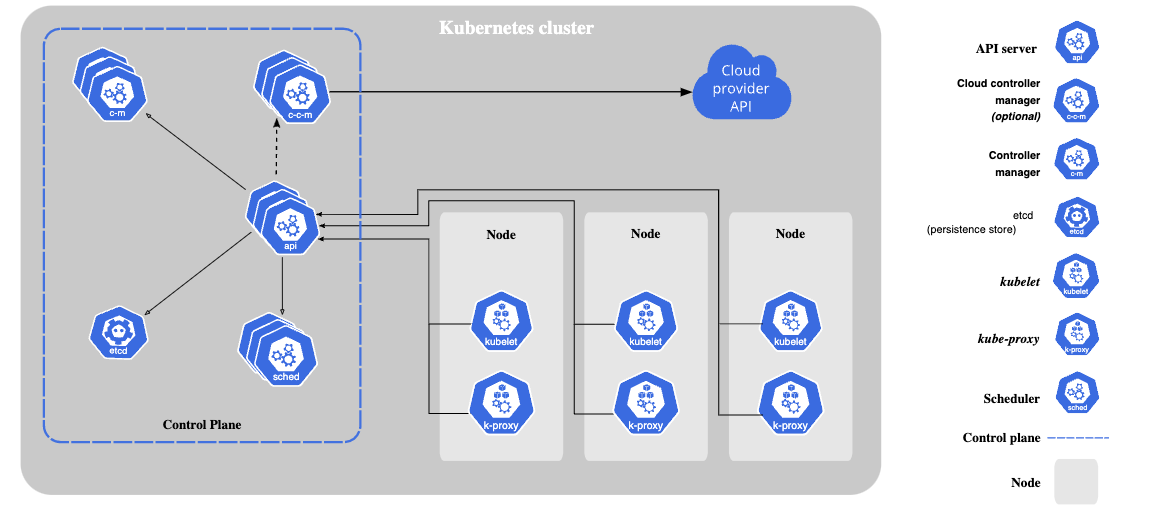 Kubernetes cluster
c-m
c-c-m
Cloud
provider
API
api
etcd
sched
Control Plane
Node
kubelet
k-proxy
Node
kubelet
k-proxy
Node
kubelet
k-proxy
API server
api
Cloud controller
manager
(optional)
c-c-m
Controller
manager
c-m
etcd
(persistence store)
etcd
kubelet
kubelet
kube-proxy
k-proxy
Scheduler
sched
Control plane
Node